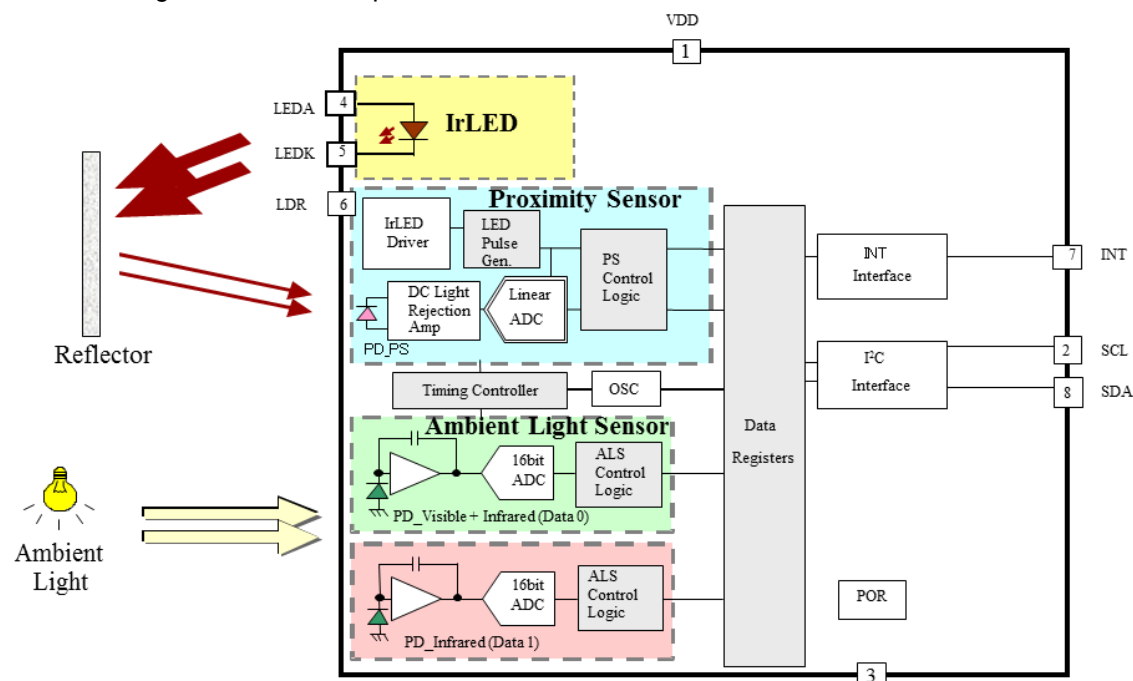 VDD
1
LEDA
4
IrLED
LEDK
5
LDR
6
Proximity Sensor
IrLED
Driver
LED
Pulse
Gen.
PS
Control
Logic
DC Light
Rejection
Amp
Linear
ADC
PD_PS
Reflector
INT
Interface
7
INT
I²C
Interface
2
SCL
8
SDA
Timing Controller
OSC
Data
Registers
Ambient Light Sensor
16bit
ADC
ALS
Control
Logic
PD_Visible + Infrared (Data 0)
Ambient
Light
16bit
ADC
ALS
Control
Logic
PD_Infrared (Data 1)
POR
3